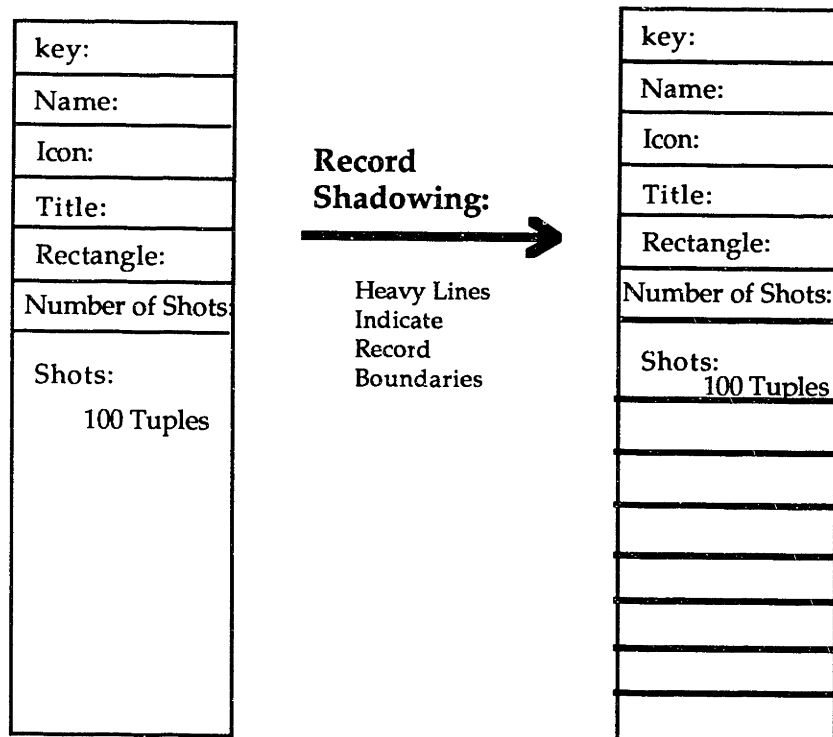 key:
Name:
Icon:
Title:
Rectangle:
Number of Shots:
Shots:
100 Tuples
Record
Shadowing:
Heavy Lines
Indicate
Record
Boundaries
key:
Name:
Icon:
Title:
Rectangle:
Number of Shots:
Shots:
100 Tuples